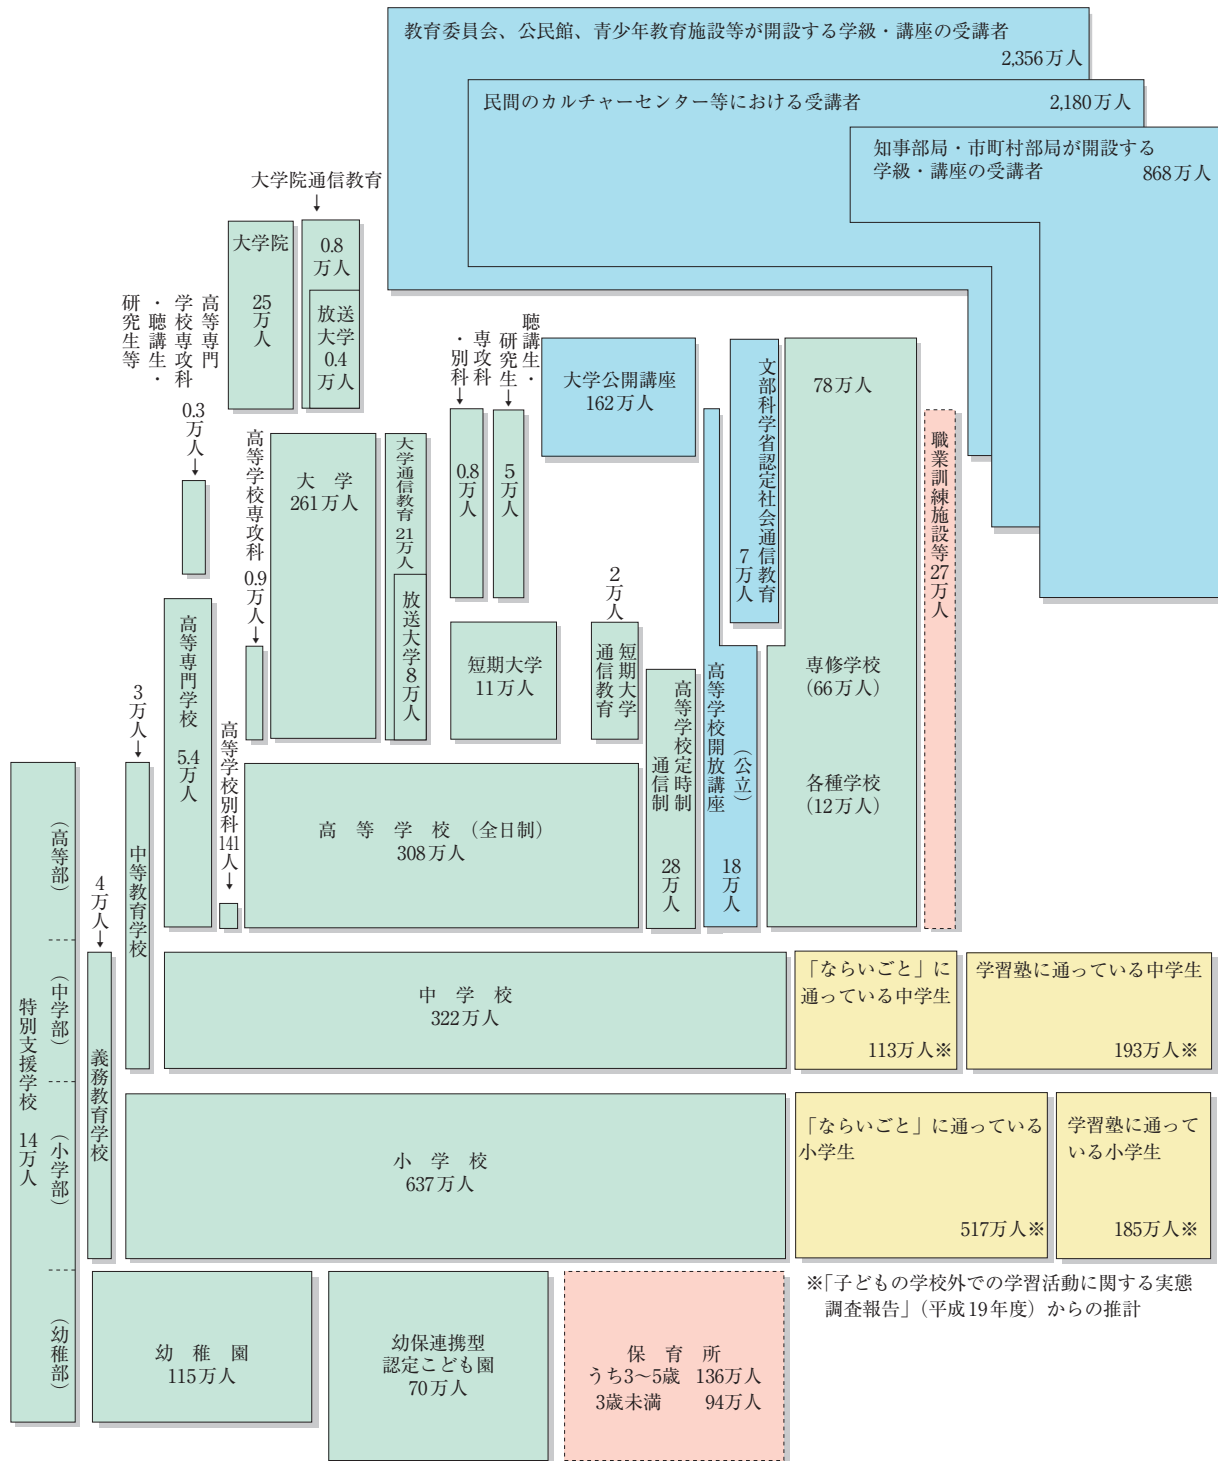 教育委員会、公民館、青少年教育施設等が開設する学級・講座の受講者
2,356万人
民間のカルチャーセンター等における受講者 2,180万人
知事部局・市町村部局が開設する
学級・講座の受講者 868万人
大学院通信教育
↓
大学院
25万人
0.8
万人
放送
大学
0.4
万人
高等専門
学校専攻科
・聴講生・
研究生等
0.3万人
↓
高等学校専攻科
0.9万人
↓
大 学
261万人
大学通信教育21万人
放送大学8万人
専攻科
・別科
↓
0.8万人
聴講生・
研究生
↓
5万人
大学公開講座
162万人
文部科学省認定社会通信教育
7万人
78万人
専修学校
(66万人)
各種学校
(12万人)
職業訓練施設等27万人
高等専門学校 5.4万人
3万人
↓
中等教育学校
高等学校別科141人
↓
短期大学
11万人
2万人
短期大学
通信教育
高等学校定時制
通信制
28万人
高等学校開放講座
(公立)
18万人
高 等 学 校 (全日制)
308万人
4万人
↓
義務教育学校
特別支援学校 14万人
(高等部)
(中学部)
(小学部)
(幼稚部)
中 学 校
322万人
「ならいごと」に
通っている中学生
113万人※
学習塾に通っている中学生
193万人※
小 学 校
637万人
「ならいごと」に通っている
小学生
517万人※
学習塾に通って
いる小学生
185万人※
幼 稚 園
115万人
幼保連携型
認定こども園
70万人
保 育 所
うち3〜5歳 136万人
3歳未満 94万人
※「子どもの学校外での学習活動に関する実態
調査報告」(平成19年度)からの推計